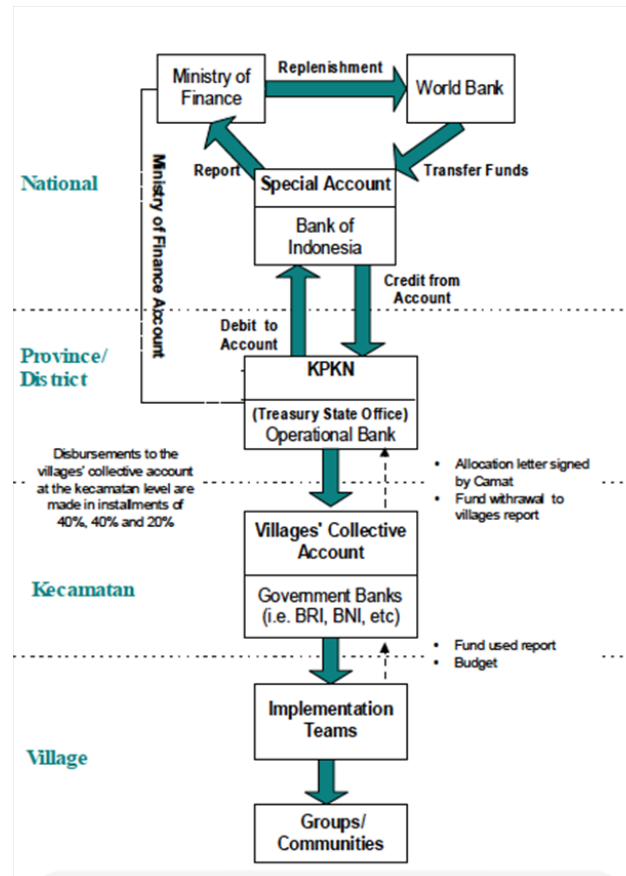 Ministry of
Finance
Replenishment
World Bank
Report
Transfer Funds
National
Ministry of Finance Account
Special Account
Bank of
Indonesia
Credit from
Account
Debit to
Account
Province/
District
KPKN
(Treasury State Office)
Operational Bank
Disbursements to the
villages' collective account
at the kecamatan level are
made in installments of
40%, 40% and 20%
• Allocation letter signed
by Camat
• Fund withrawal to
villages report
Villages' Collective
Account
Kecamatan
Government Banks
(i.e. BRI, BNI, etc)
• Fund used report
• Budget
Implementation
Teams
Village
Groups/
Communities